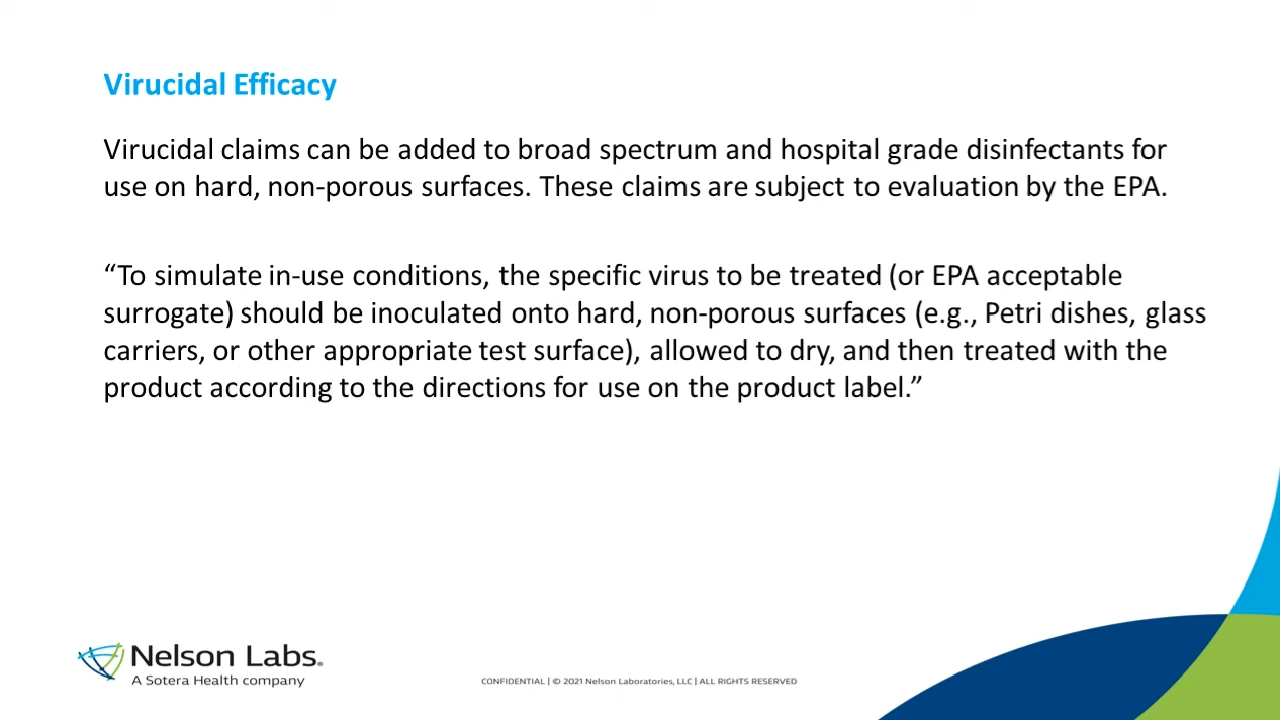 Virucidal Efficacy
Virucidal claims can be added to broad spectrum and hospital grade disinfectants for
use on hard, non-porous surfaces. These claims are subject to evaluation by the EPA.
“To simulate in-use conditions, the specific virus to be treated (or EPA acceptable
surrogate) should be inoculated onto hard, non-porous surfaces (e.g., Petri dishes, glass
carriers, or other appropriate test surface), allowed to dry, and then treated with the
product according to the directions for use on the product label.”
Nelson Labs®
A Sotera Health company
CONFIDENTIAL | © 2021 Nelson Laboratories, LLC | ALL RIGHTS RESERVED